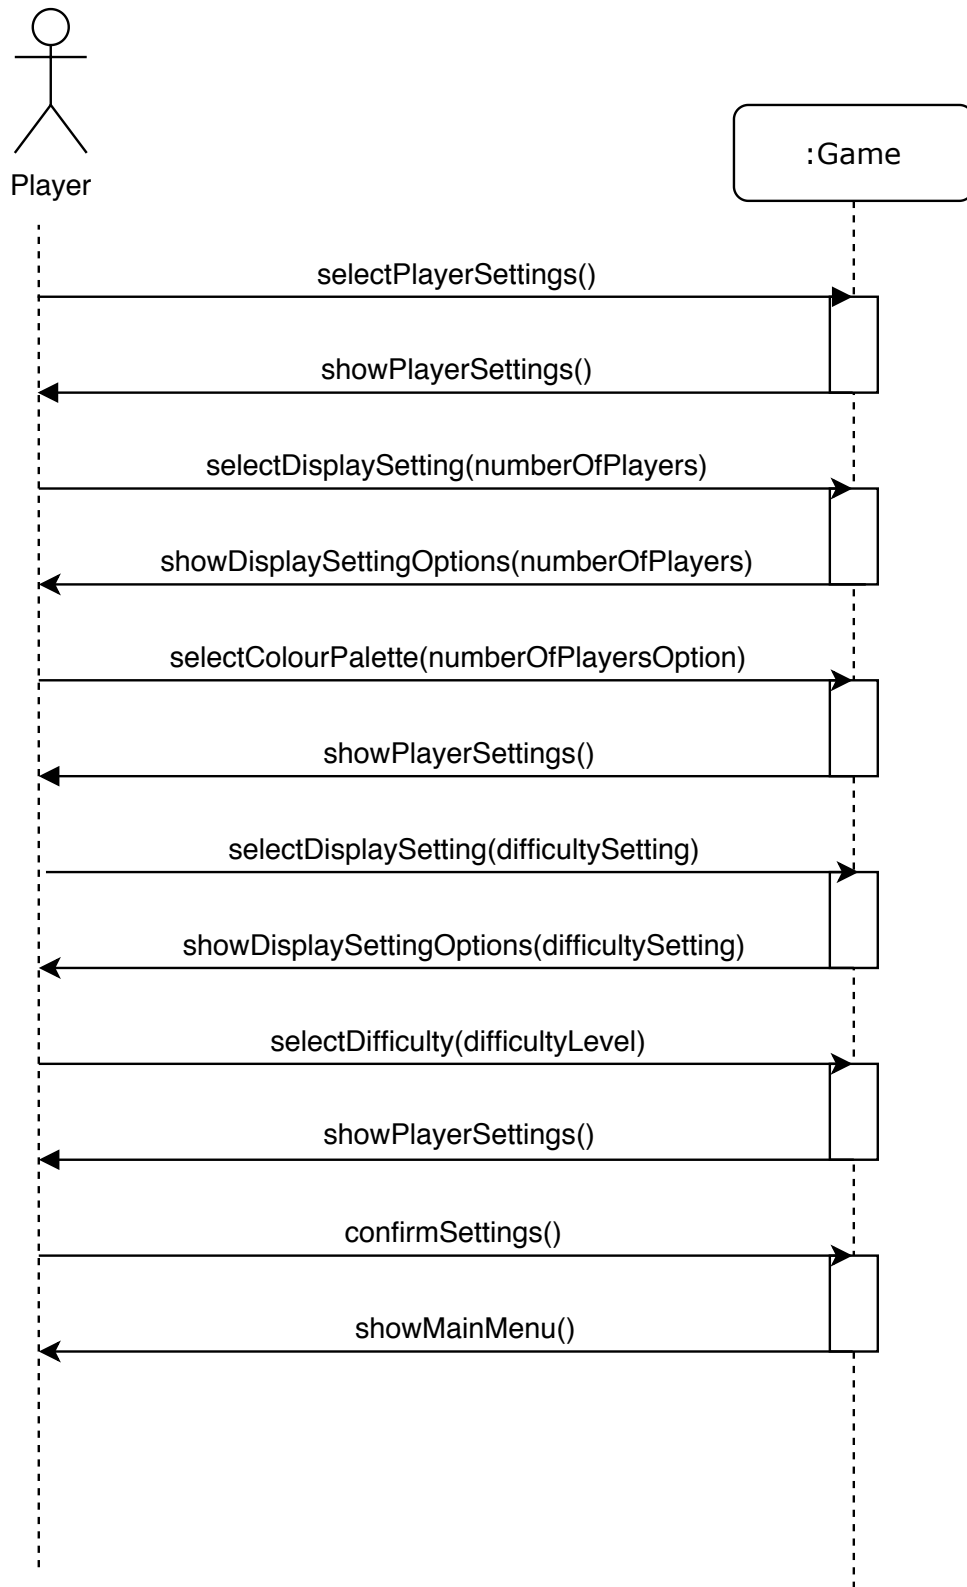 Player
:Game
selectPlayerSettings()
showPlayerSettings()
selectDisplaySetting(numberOfPlayers)
showDisplaySettingOptions(numberOfPlayers)
selectColourPalette(numberOfPlayersOption)
showPlayerSettings()
selectDisplaySetting(difficultySetting)
showDisplaySettingOptions(difficultySetting)
selectDifficulty(difficultyLevel)
showPlayerSettings()
confirmSettings()
showMainMenu()